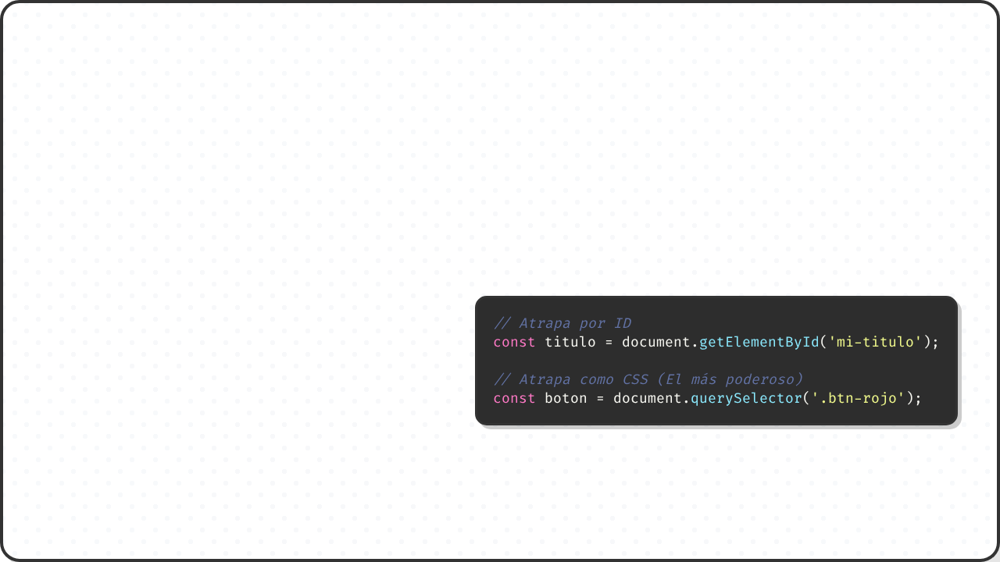 // Atrapa por ID
const titulo = document.getElementById('mi-titulo');
// Atrapa como CSS (El más poderoso)
const boton = document.querySelector('.btn-rojo');